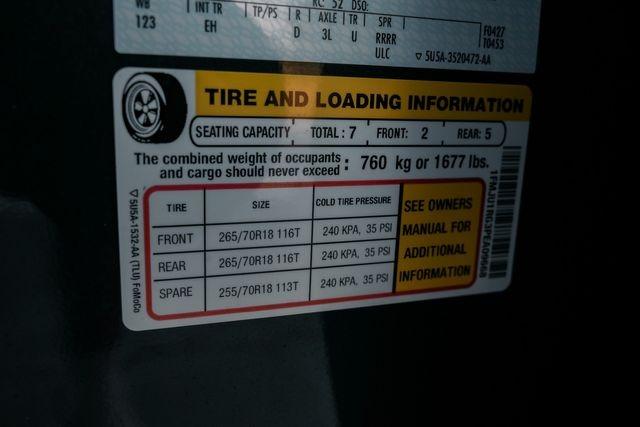 RC 52 DSO:
WB INT TR TP/PS R AXLE TR SPR
123 EH D 3L U RRRR
ULC
F0427
T0453
▽ 5U5A-3520472-AA
TIRE AND LOADING INFORMATION
SEATING CAPACITY TOTAL : 7 FRONT: 2 REAR: 5
The combined weight of occupants
and cargo should never exceed : 760 kg or 1677 lbs.
TIRE SIZE COLD TIRE PRESSURE
FRONT 265/70R18 116T 240 KPA, 35 PSI
REAR 265/70R18 116T 240 KPA, 35 PSI
SPARE 255/70R18 113T 240 KPA, 35 PSI
SEE OWNERS
MANUAL FOR
ADDITIONAL
INFORMATION
▽ 5U5A-1532-AA (TLU) FoMoCo